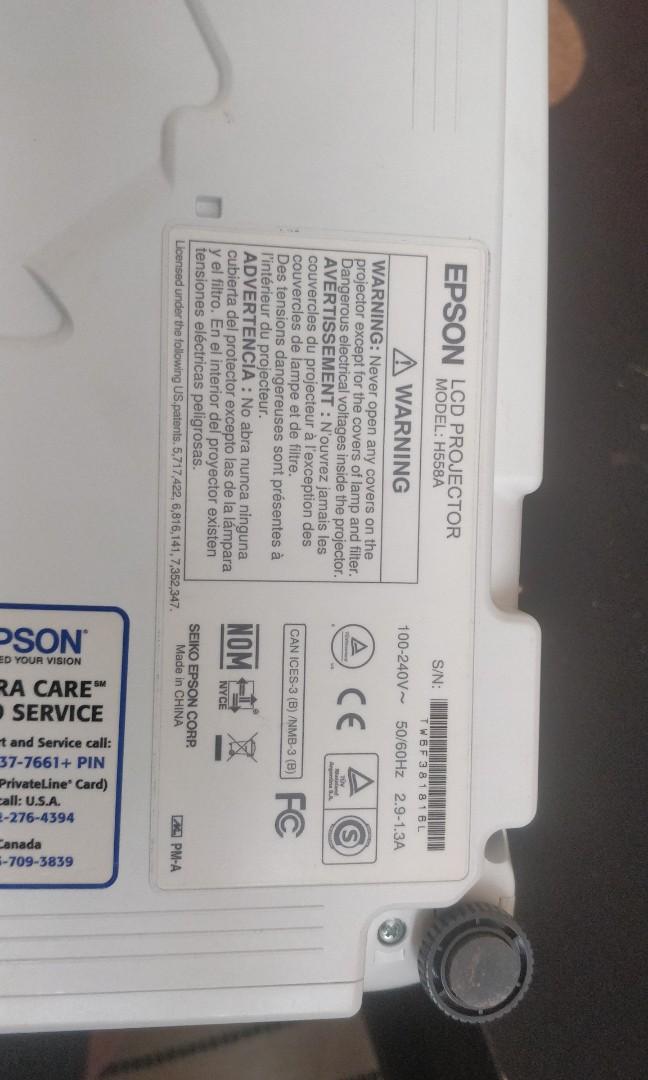 EPSON LCD PROJECTOR
MODEL: H558A
WARNING
WARNING: Never open any covers on the
projector except for the covers of lamp and filter.
Dangerous electrical voltages inside the projector.
AVERTISSEMENT : N'ouvrez jamais les
couvercles du projecteur à l'exception des
couvercles de lampe et de filtre.
Des tensions dangereuses sont présentes à
l'intérieur du projecteur.
ADVERTENCIA : No abra nunca ninguna
cubierta del protector excepto las de la lámpara
y el filtro. En el interior del proyector existen
tensiones eléctricas peligrosas.
Licensed under the following US.patents. 5,717,422, 6,816,141, 7,352,347.
S/N:
TW6F381816L
100-240V~ 50/60Hz 2.9-1.3A
CE
TÜV
Rheinland
Argentina S.A.
S
CAN ICES-3 (B) /NMB-3 (B)
FC
NOM
NYCE
SEIKO EPSON CORP.
Made in CHINA
PM-A
PSON®
ED YOUR VISION
RA CARE℠
SERVICE
rt and Service call:
37-7661+ PIN
PrivateLine® Card)
call: U.S.A.
-276-4394
Canada
-709-3839